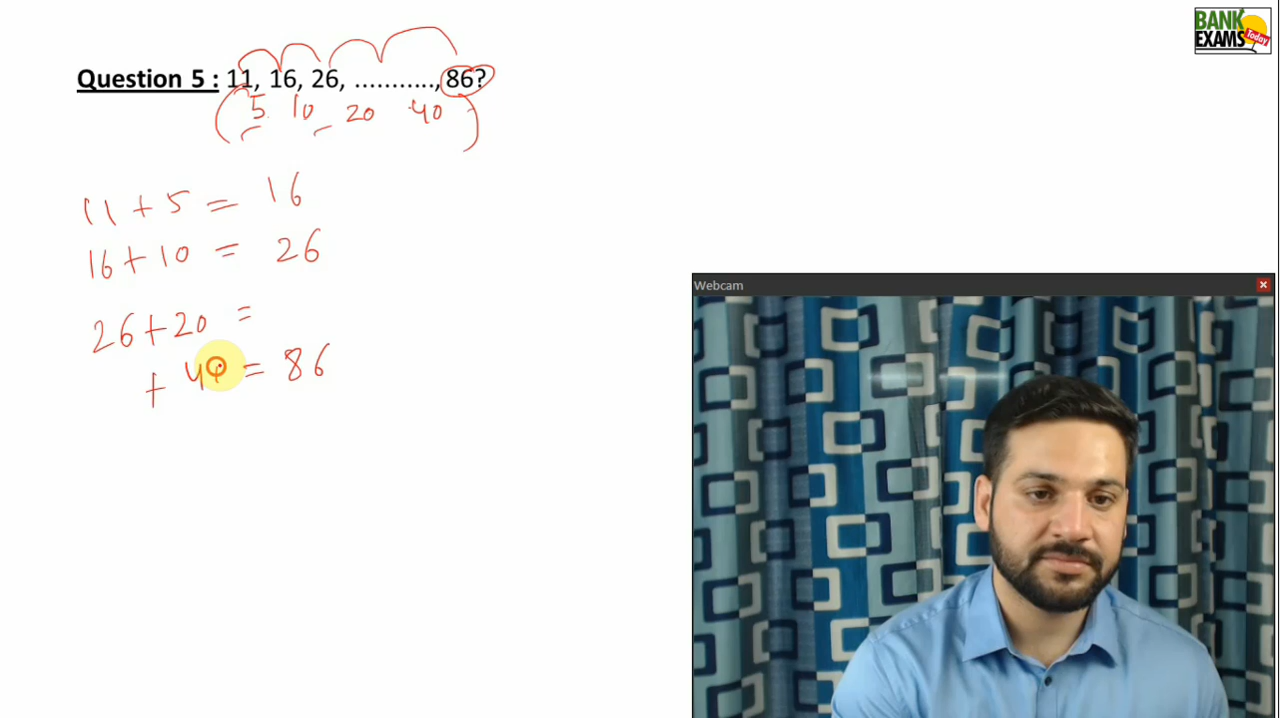 BANK
EXAMS Today
Question 5 : 11, 16, 26, ..........., 86?
5 10 20 40
11 + 5 = 16
16 + 10 = 26
26 + 20 =
+ 40 = 86
Webcam